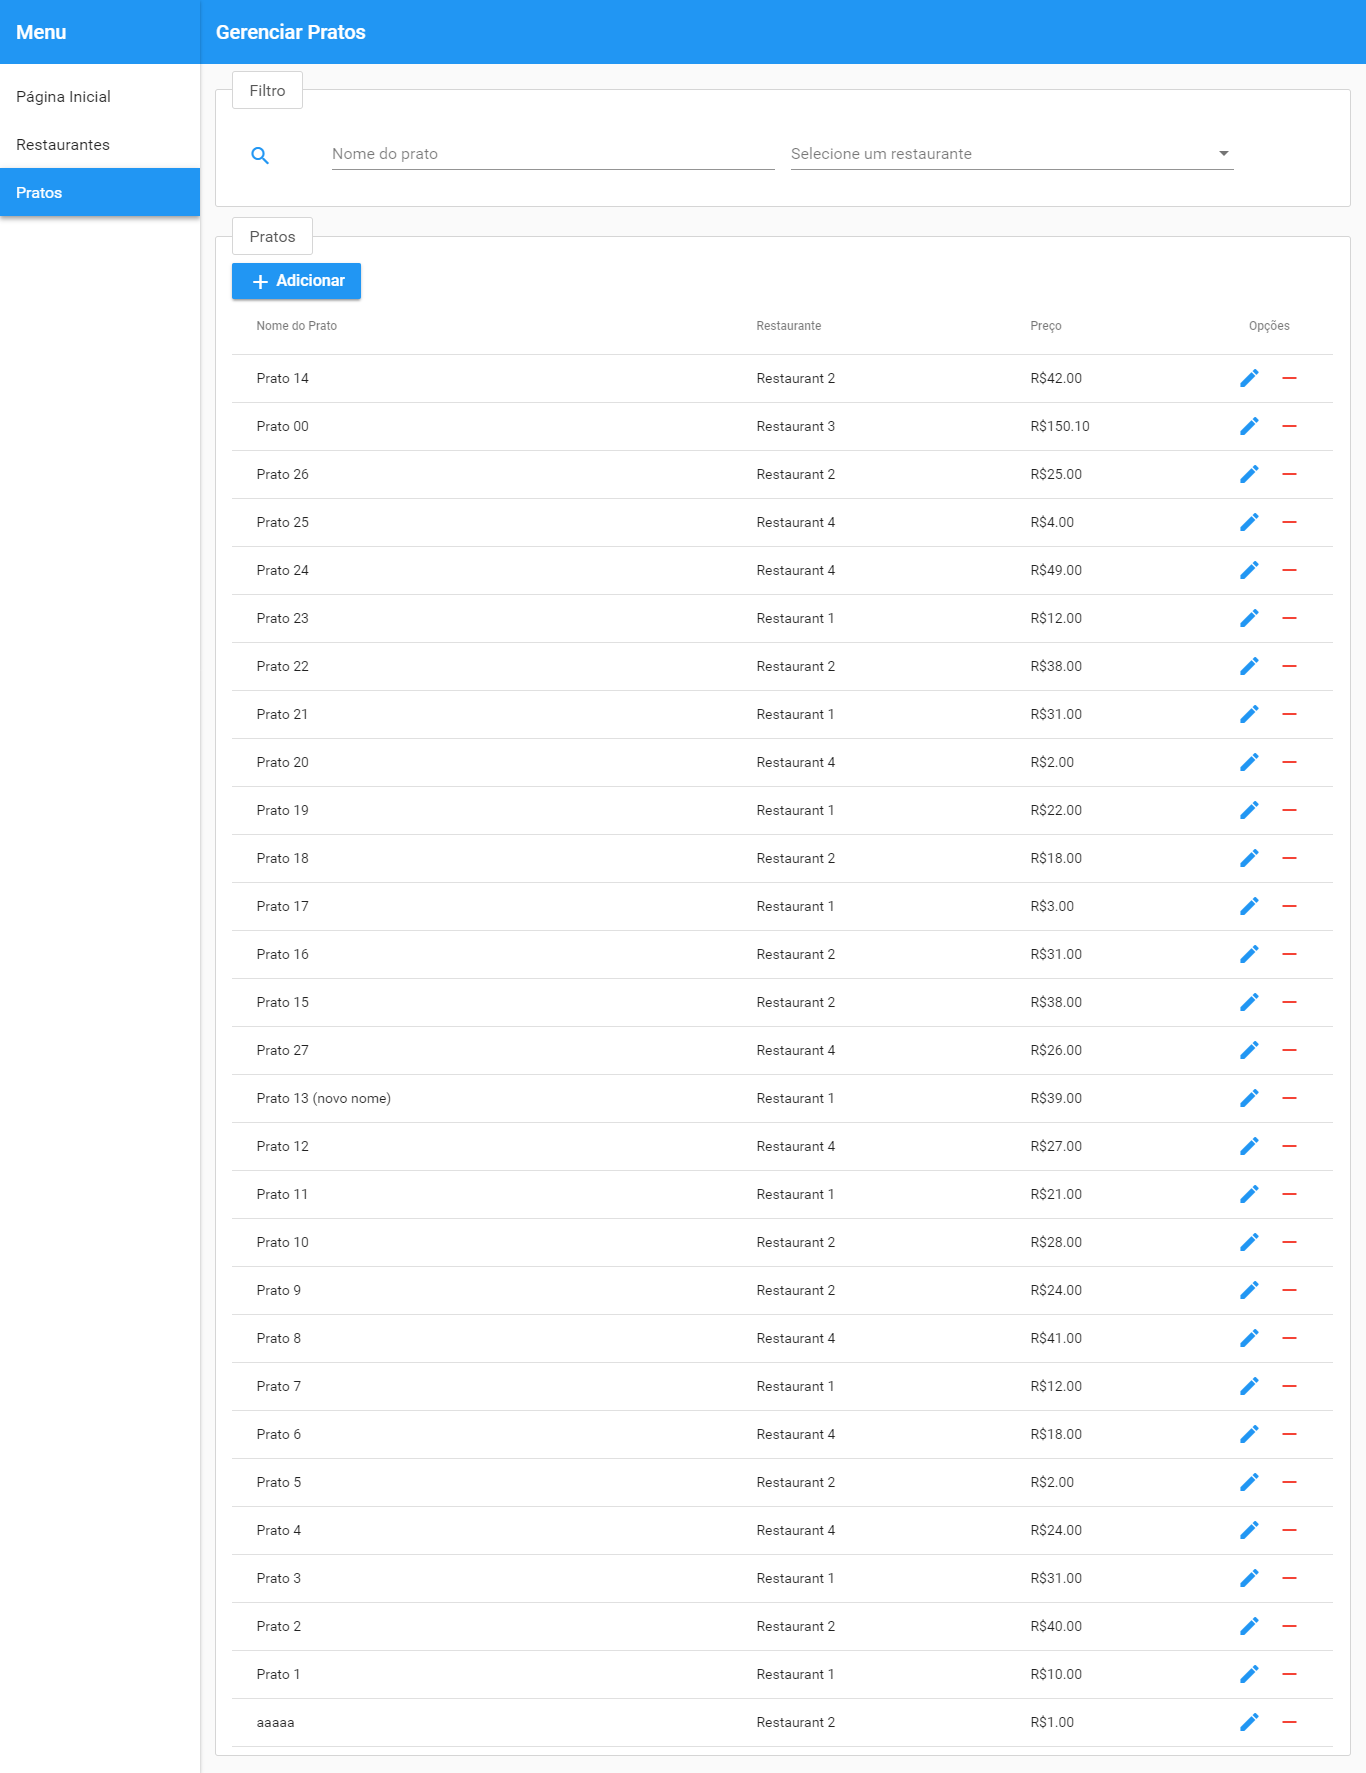 Menu
Gerenciar Pratos
Página Inicial
Restaurantes
Pratos
Filtro
Nome do prato Selecione um restaurante
Pratos
Adicionar
Nome do Prato Restaurante Preço Opções
Prato 14 Restaurant 2 R$42.00
Prato 00 Restaurant 3 R$150.10
Prato 26 Restaurant 2 R$25.00
Prato 25 Restaurant 4 R$4.00
Prato 24 Restaurant 4 R$49.00
Prato 23 Restaurant 1 R$12.00
Prato 22 Restaurant 2 R$38.00
Prato 21 Restaurant 1 R$31.00
Prato 20 Restaurant 4 R$2.00
Prato 19 Restaurant 1 R$22.00
Prato 18 Restaurant 2 R$18.00
Prato 17 Restaurant 1 R$3.00
Prato 16 Restaurant 2 R$31.00
Prato 15 Restaurant 2 R$38.00
Prato 27 Restaurant 4 R$26.00
Prato 13 (novo nome) Restaurant 1 R$39.00
Prato 12 Restaurant 4 R$27.00
Prato 11 Restaurant 1 R$21.00
Prato 10 Restaurant 2 R$28.00
Prato 9 Restaurant 2 R$24.00
Prato 8 Restaurant 4 R$41.00
Prato 7 Restaurant 1 R$12.00
Prato 6 Restaurant 4 R$18.00
Prato 5 Restaurant 2 R$2.00
Prato 4 Restaurant 4 R$24.00
Prato 3 Restaurant 1 R$31.00
Prato 2 Restaurant 2 R$40.00
Prato 1 Restaurant 1 R$10.00
aaaaa Restaurant 2 R$1.00